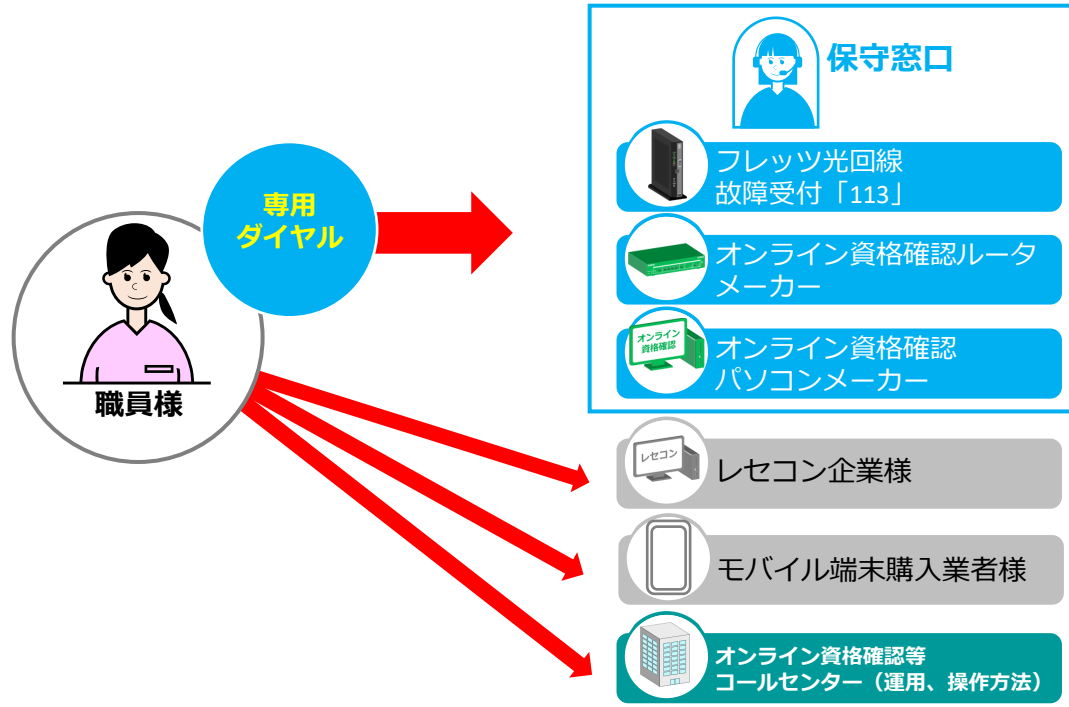 保守窓口
フレッツ光回線
故障受付「113」
専用
ダイヤル
オンライン資格確認ルータ
メーカー
オンライン
資格確認
オンライン資格確認
パソコンメーカー
職員様
レセコン
レセコン企業様
モバイル端末購入業者様
オンライン資格確認等
コールセンター（運用、操作方法）